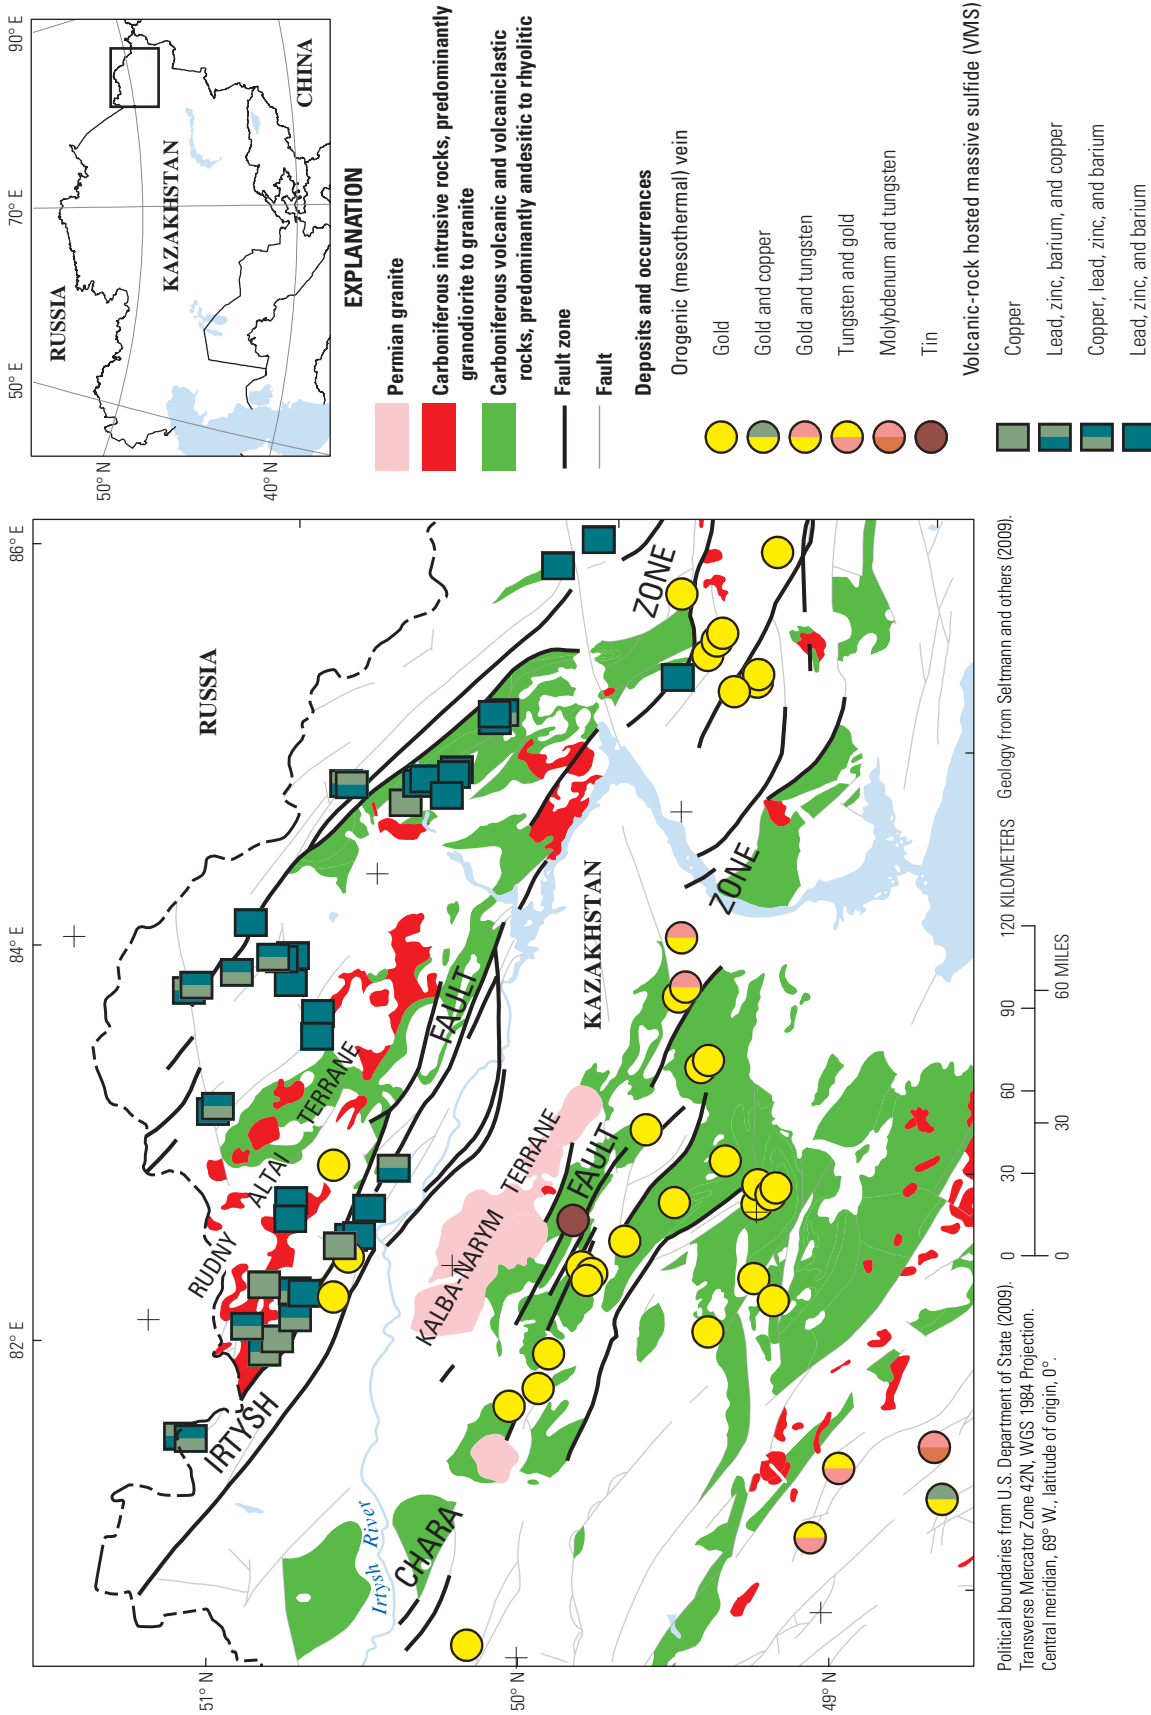 82° E
84° E
86° E
51° N
50° N
49° N
RUSSIA
KAZAKHSTAN
RUDNY
ALTAI
TERRANE
IRTYSH
FAULT
ZONE
KALBA-NARYM
TERRANE
CHARA
FAULT
ZONE
Irtysh River
50° E
70° E
90° E
50° N
40° N
RUSSIA
KAZAKHSTAN
CHINA
EXPLANATION
Permian granite
Carboniferous intrusive rocks, predominantly
granodiorite to granite
Carboniferous volcanic and volcaniclastic
rocks, predominantly andesitic to rhyolitic
Fault zone
Fault
Deposits and occurrences
Orogenic (mesothermal) vein
Gold
Gold and copper
Gold and tungsten
Tungsten and gold
Molybdenum and tungsten
Tin
Volcanic-rock hosted massive sulfide (VMS)
Copper
Lead, zinc, barium, and copper
Copper, lead, zinc, and barium
Lead, zinc, and barium
Political boundaries from U.S. Department of State (2009).
Transverse Mercator Zone 42N, WGS 1984 Projection.
Central meridian, 69° W., latitude of origin, 0°.
0 30 60 90 120 KILOMETERS
0 30 60 MILES
Geology from Seltmann and others (2009).